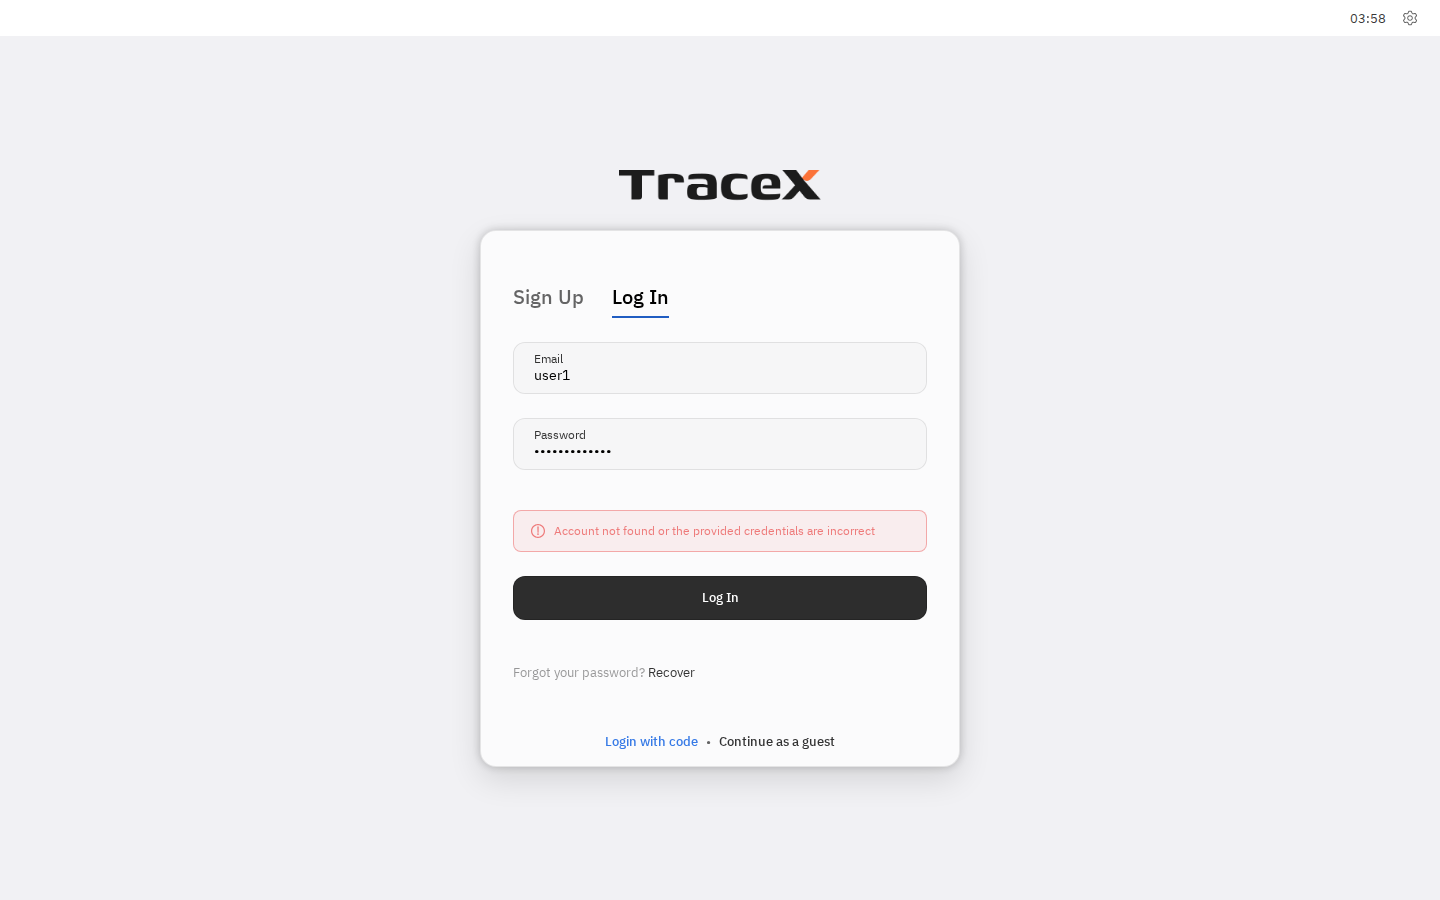 03:58
TraceX
Sign Up Log In
Email
user1
Password
•••••••••••••
Account not found or the provided credentials are incorrect
Log In
Forgot your password? Recover
Login with code • Continue as a guest